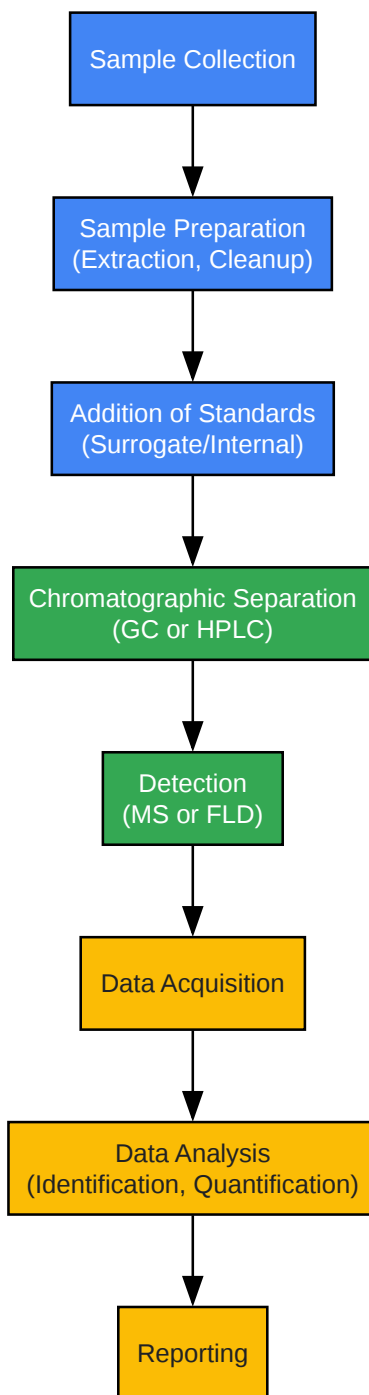 Sample Collection
Sample Preparation
(Extraction, Cleanup)
Addition of Standards
(Surrogate/Internal)
Chromatographic Separation
(GC or HPLC)
Detection
(MS or FLD)
Data Acquisition
Data Analysis
(Identification, Quantification)
Reporting